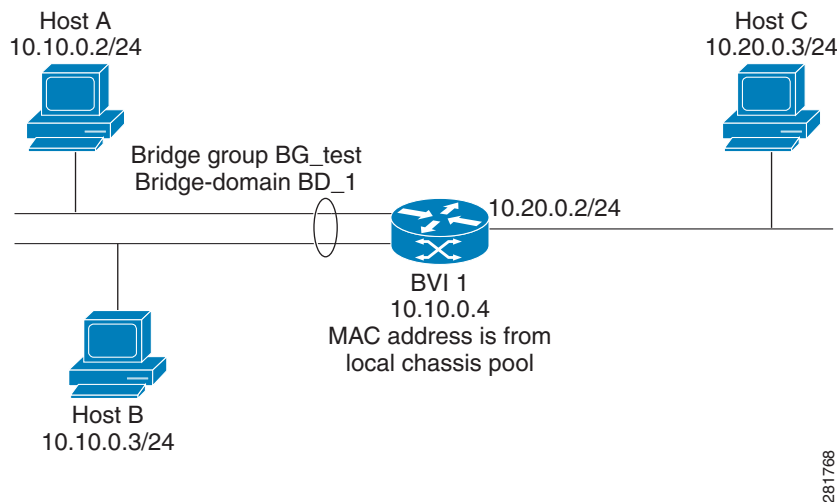 Host A
10.10.0.2/24
Host C
10.20.0.3/24
Bridge group BG_test
Bridge-domain BD_1
10.20.0.2/24
BVI 1
10.10.0.4
MAC address is from
local chassis pool
Host B
10.10.0.3/24
281768